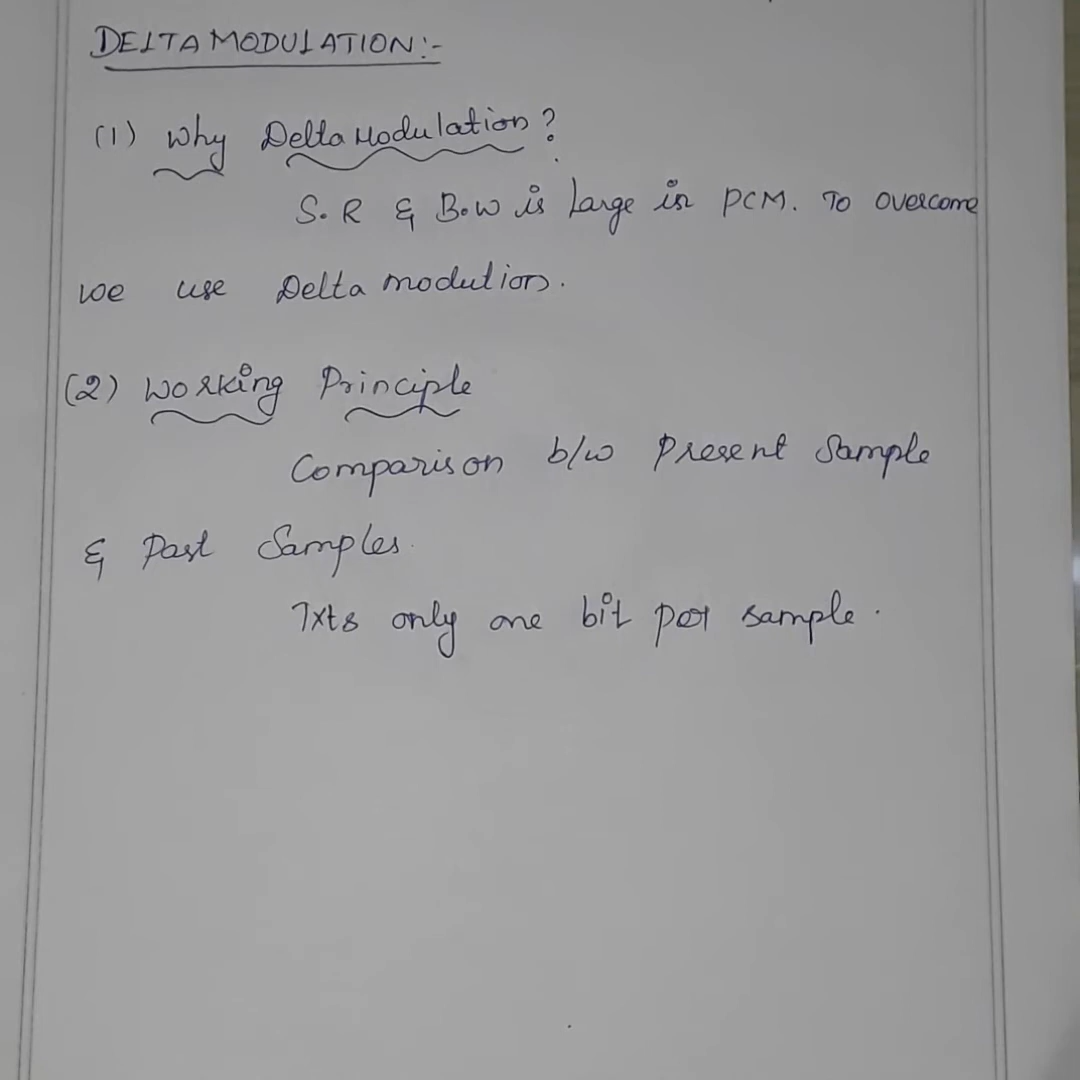 DELTA MODULATION:-
(1) Why Delta Modulation?
S.R & B.W is large in PCM. To overcome
we use Delta modution.
(2) Working Principle
Comparison b/w Present Sample
& Past Samples.
Txts only one bit per sample.